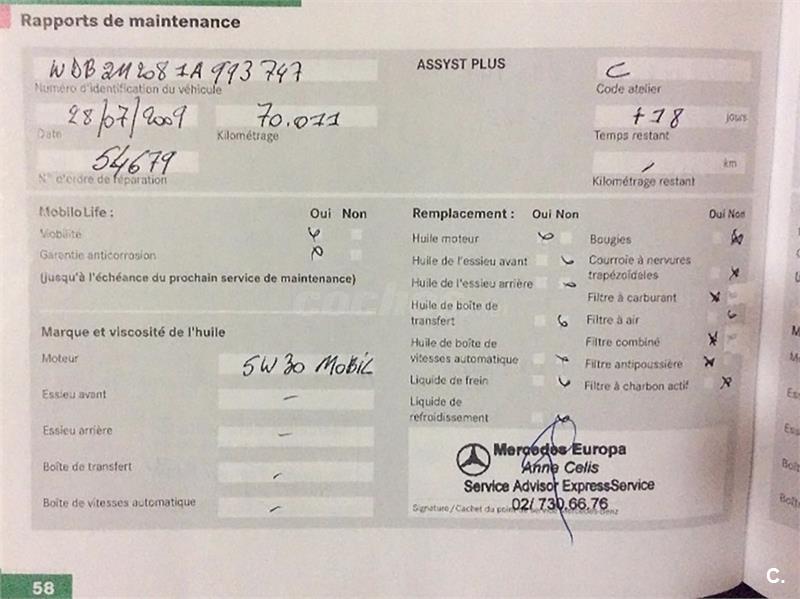 Rapports de maintenance
WDB 211 208 1A 993 747
Numéro d'identification du véhicule
28/07/2009
Date
70.011
Kilométrage
54679
N° d'ordre de réparation
ASSYST PLUS
C
Code atelier
+ 18 jours
Temps restant
km
Kilométrage restant
MobiloLife : Oui Non
Mobilité
Garantie anticorrosion
(jusqu'à l'échéance du prochain service de maintenance)
Marque et viscosité de l'huile
Moteur 5W30 MOBIL
Essieu avant –
Essieu arrière –
Boîte de transfert –
Boîte de vitesses automatique –
Remplacement : Oui Non
Huile moteur
Huile de l'essieu avant
Huile de l'essieu arrière
Huile de boîte de
transfert
Huile de boîte de
vitesses automatique
Liquide de frein
Liquide de
refroidissement
Oui Non
Bougies
Courroie à nervures
trapézoïdales
Filtre à carburant
Filtre à air
Filtre combiné
Filtre antipoussière
Filtre à charbon actif
Mercedes Europa
Anne Celis
Service Advisor ExpressService
02/ 730.66.76
Signature/Cachet du point de service Mercedes-Benz
58
C.